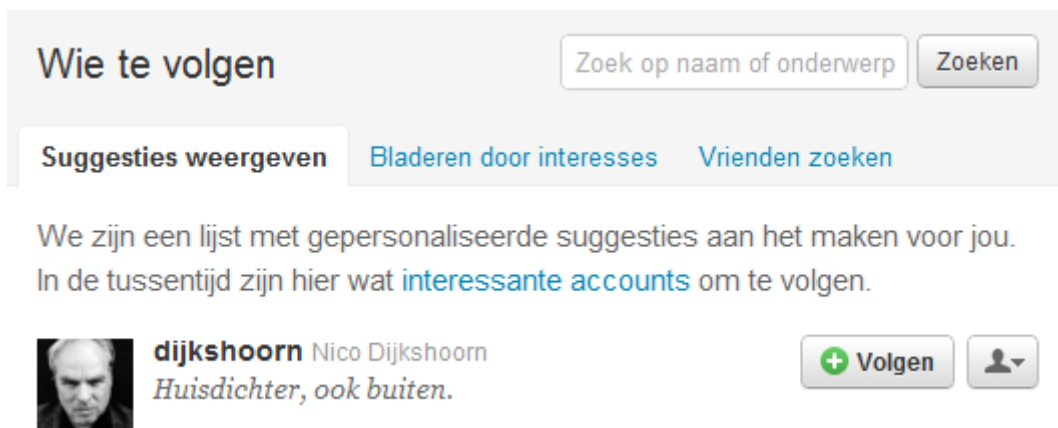 Wie te volgen
Zoek op naam of onderwerp Zoeken
Suggesties weergeven Bladeren door interesses Vrienden zoeken
We zijn een lijst met gepersonaliseerde suggesties aan het maken voor jou.
In de tussentijd zijn hier wat interessante accounts om te volgen.
dijkshoorn Nico Dijkshoorn
Huisdichter, ook buiten.
Volgen